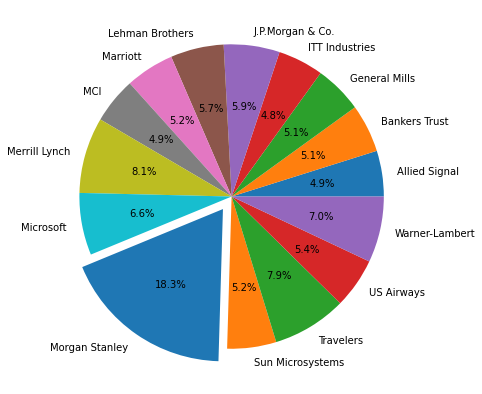 Lehman Brothers
J.P.Morgan & Co.
ITT Industries
Marriott
General Mills
MCI
Bankers Trust
Merrill Lynch
Allied Signal
Microsoft
Warner-Lambert
US Airways
Morgan Stanley
Travelers
Sun Microsystems
5.7%
5.9%
4.8%
5.2%
5.1%
4.9%
5.1%
8.1%
4.9%
6.6%
7.0%
5.4%
18.3%
7.9%
5.2%